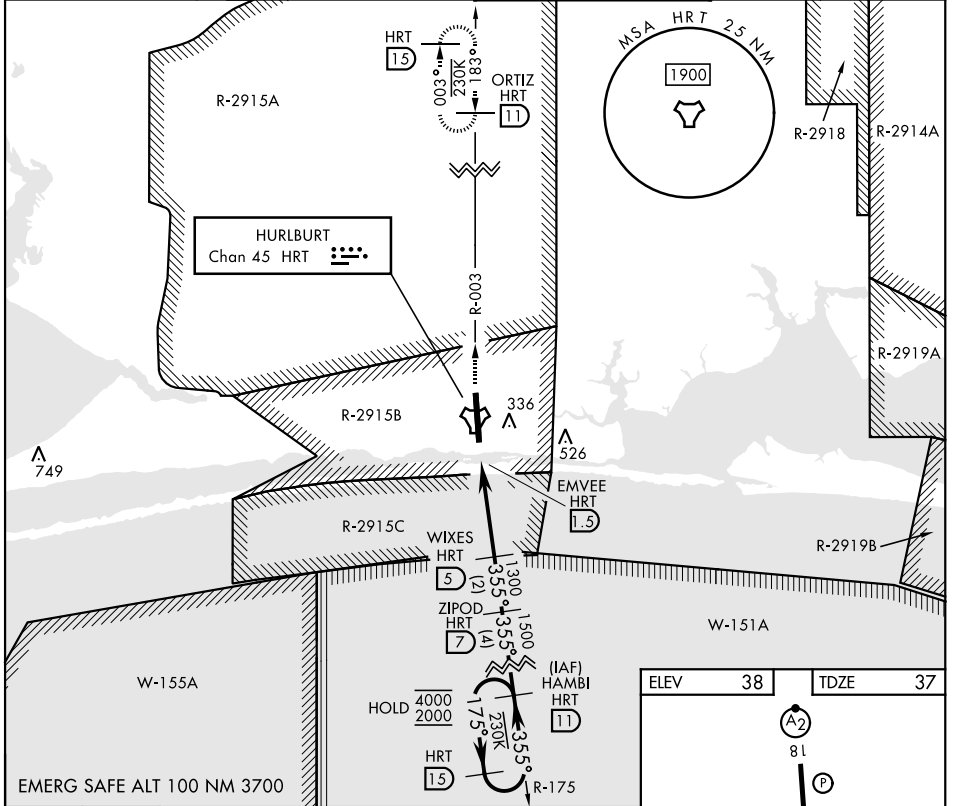 MSA HRT 25 NM
1900
HRT
15
003°
230K
183°
ORTIZ
HRT
11
R-2915A
R-2918
R-2914A
HURLBURT
Chan 45 HRT
R-003
R-2919A
R-2915B
336
526
749
EMVEE
HRT
1.5
R-2915C
R-2919B
WIXES
HRT
5
(2)
355°
1300
ZIPOD
HRT
7
(4)
355°
1500
W-151A
W-155A
(IAF)
HAMBI
HRT
11
HOLD 4000
2000
175°
230K
355°
HRT
15
R-175
ELEV 38
TDZE 37
A2
18
P
EMERG SAFE ALT 100 NM 3700